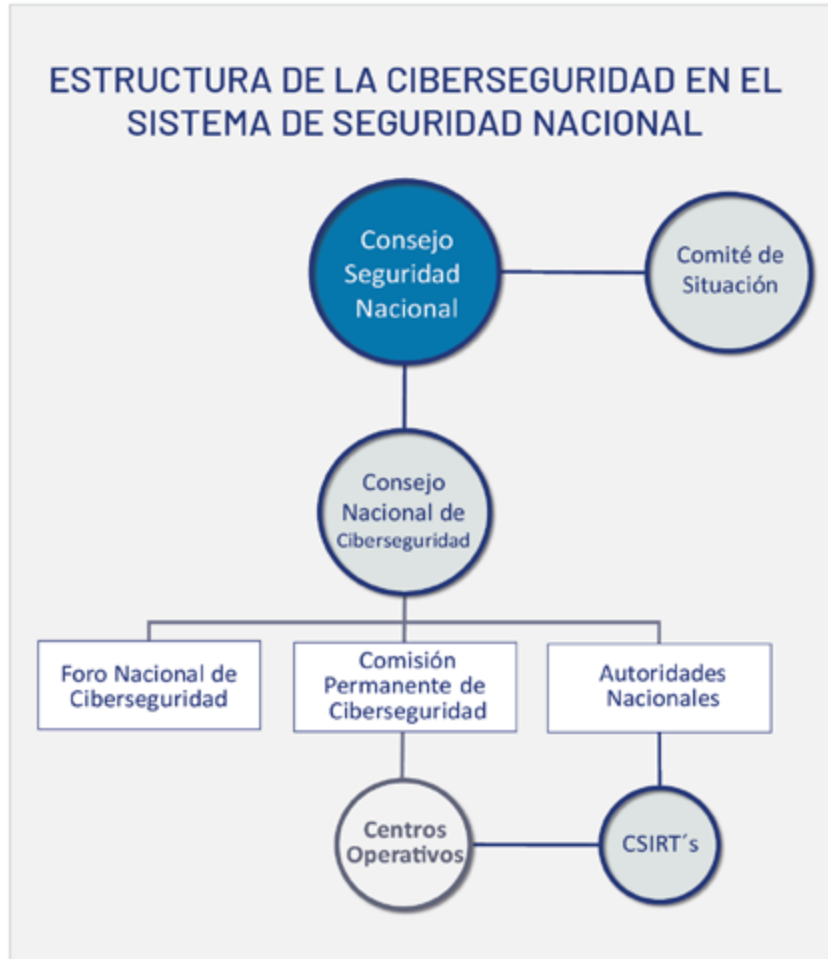 ESTRUCTURA DE LA CIBERSEGURIDAD EN EL
SISTEMA DE SEGURIDAD NACIONAL
Consejo
Seguridad
Nacional
Comité de
Situación
Consejo
Nacional de
Ciberseguridad
Foro Nacional de
Ciberseguridad
Comisión
Permanente de
Ciberseguridad
Autoridades
Nacionales
Centros
Operativos
CSIRT´s